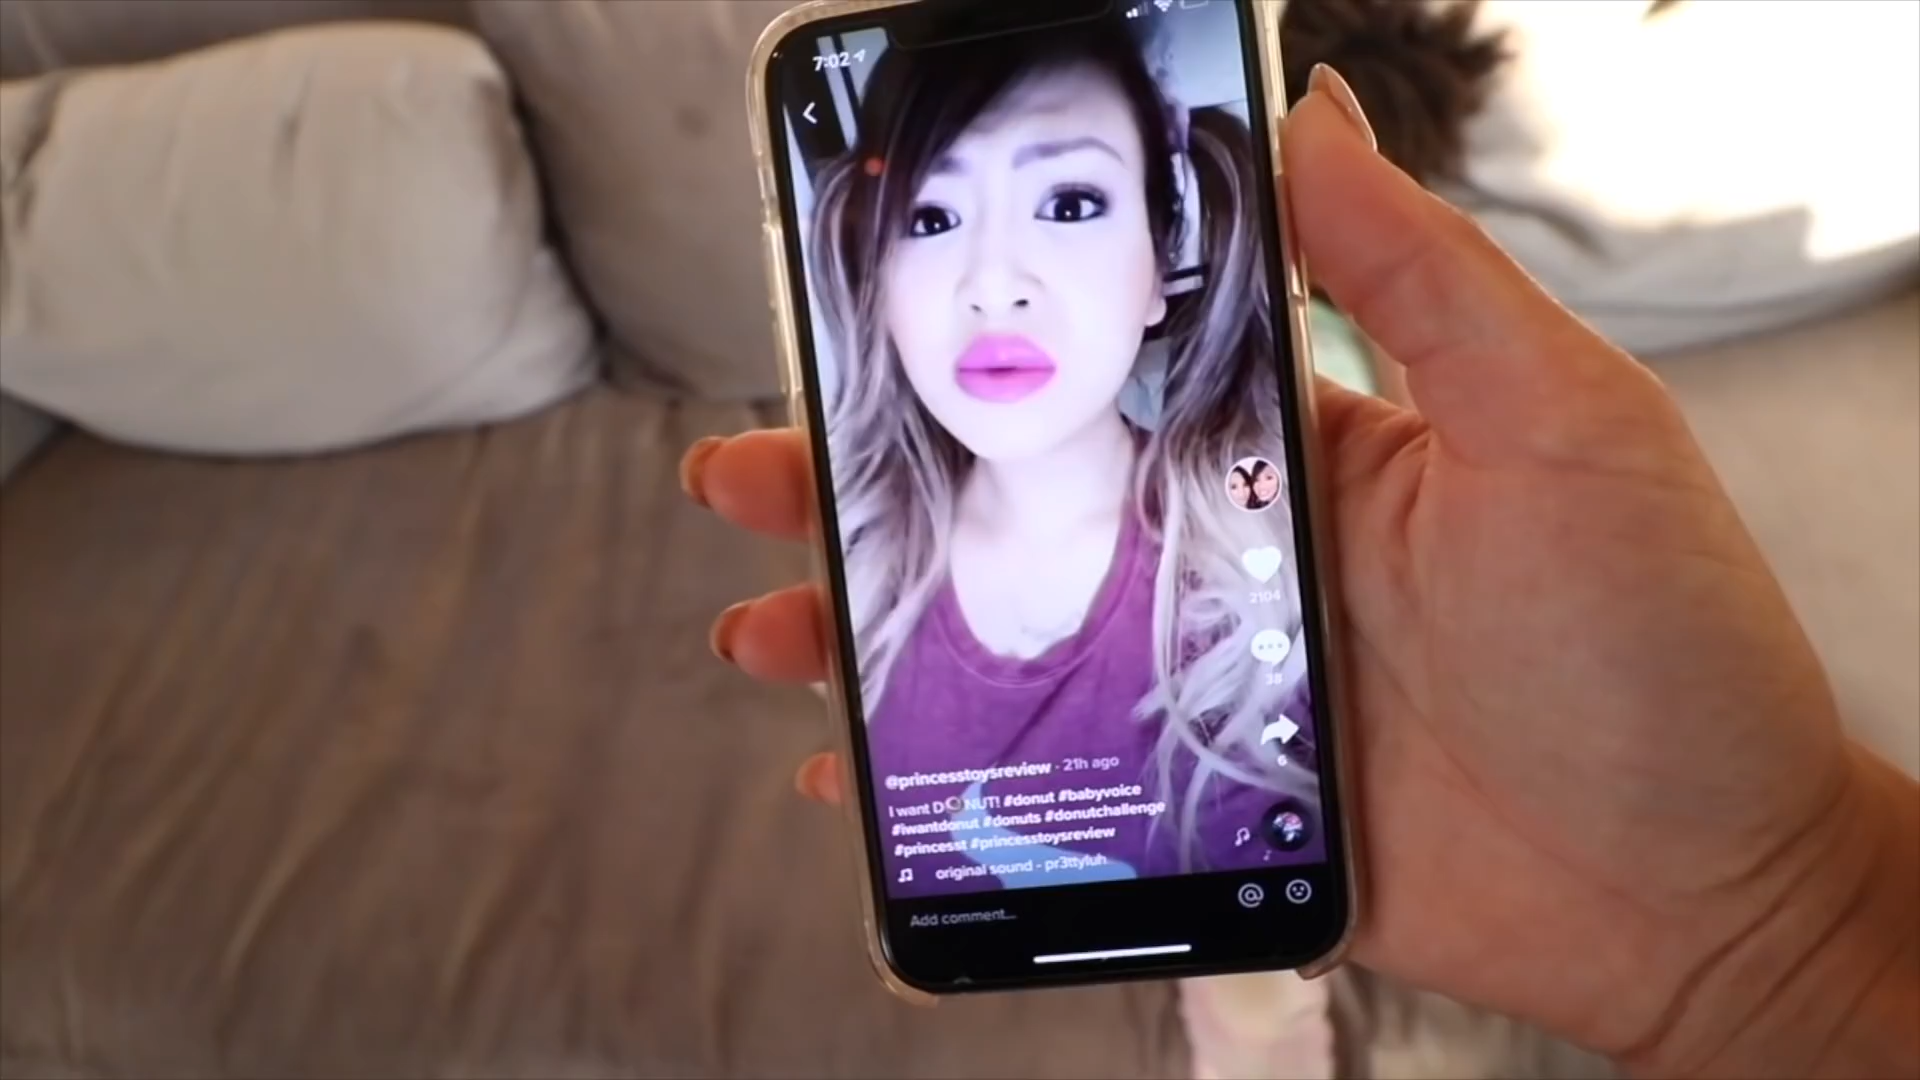 7:02
2104
38
6
@princesstoysreview · 21h ago
I want D🍩NUT! #donut #babyvoice
#iwantdonut #donuts #donutchallenge
#princesst #princesstoysreview
original sound - pr3ttyluh
Add comment...